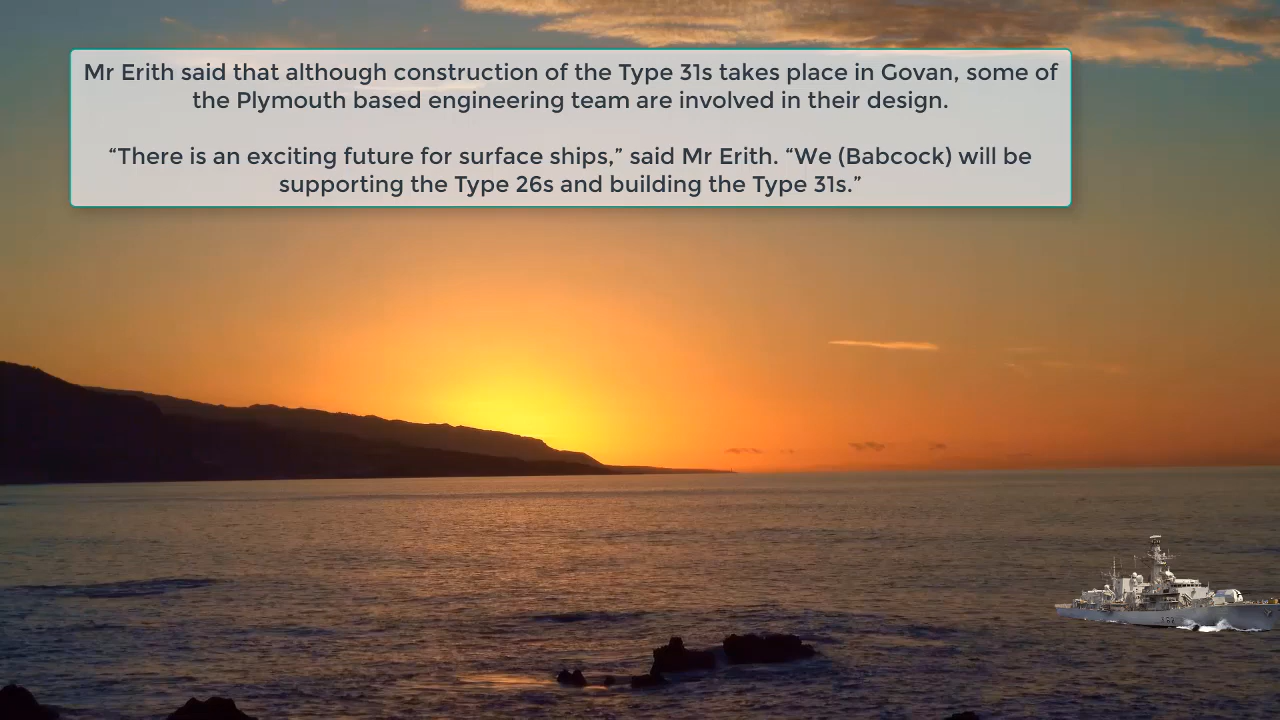 Mr Erith said that although construction of the Type 31s takes place in Govan, some of
the Plymouth based engineering team are involved in their design.
“There is an exciting future for surface ships,” said Mr Erith. “We (Babcock) will be
supporting the Type 26s and building the Type 31s.”